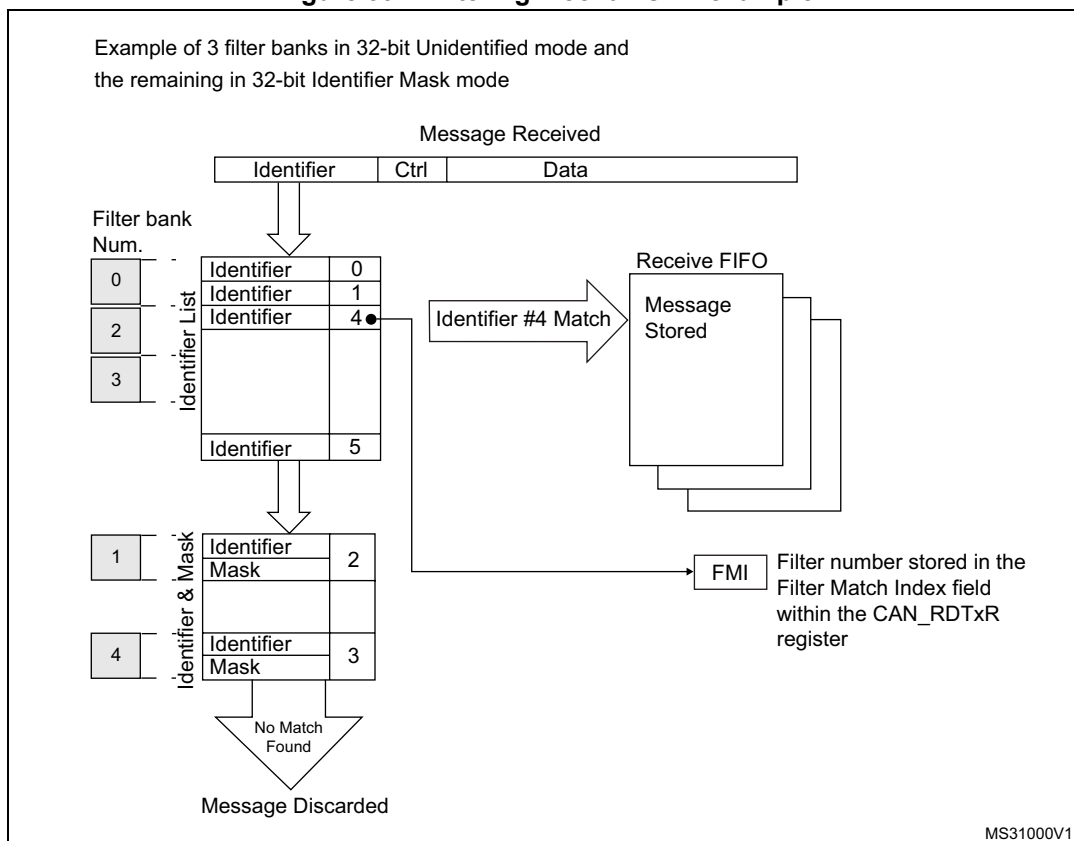 Example of 3 filter banks in 32-bit Unidentified mode and
the remaining in 32-bit Identifier Mask mode
Message Received
Identifier Ctrl Data
Filter bank
Num.
0
2
3
Identifier List
Identifier 0
Identifier 1
Identifier 4
Identifier 5
Identifier #4 Match
Receive FIFO
Message
Stored
1
4
Identifier & Mask
Identifier
Mask
2
Identifier
Mask
3
FMI
Filter number stored in the
Filter Match Index field
within the CAN_RDTxR
register
No Match
Found
Message Discarded
MS31000V1